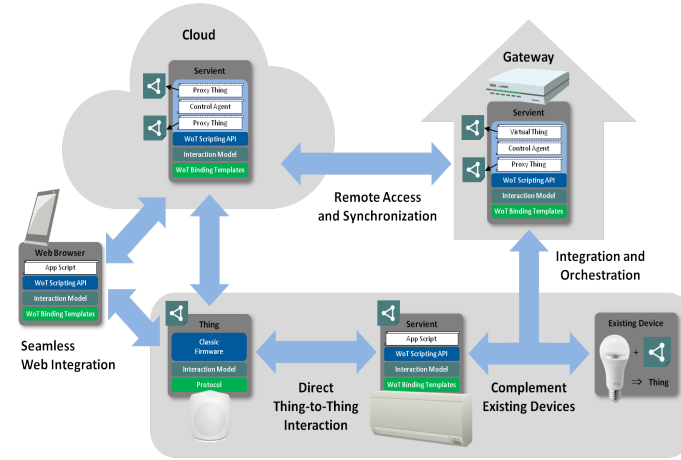 Cloud
Servient
Proxy Thing
Control Agent
Proxy Thing
WoT Scripting API
Interaction Model
WoT Binding Templates
Gateway
Servient
Virtual Thing
Control Agent
Proxy Thing
WoT Scripting API
Interaction Model
WoT Binding Templates
Remote Access
and Synchronization
Web Browser
App Script
WoT Scripting API
Interaction Model
WoT Binding Templates
Seamless
Web Integration
Integration and
Orchestration
Thing
Classic
Firmware
Interaction Model
Protocol
Direct
Thing-to-Thing
Interaction
Servient
App Script
WoT Scripting API
Interaction Model
WoT Binding Templates
Complement
Existing Devices
Existing Device
+
⇒ Thing